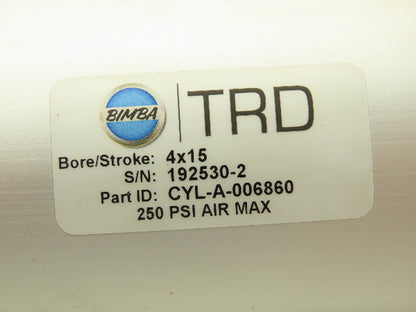 BIMBA | TRD
Bore/Stroke: 4x15
S/N: 192530-2
Part ID: CYL-A-006860
250 PSI AIR MAX